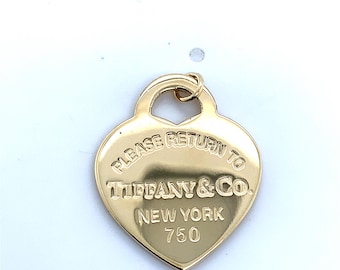 PLEASE RETURN TO
TIFFANY & CO.
NEW YORK
750